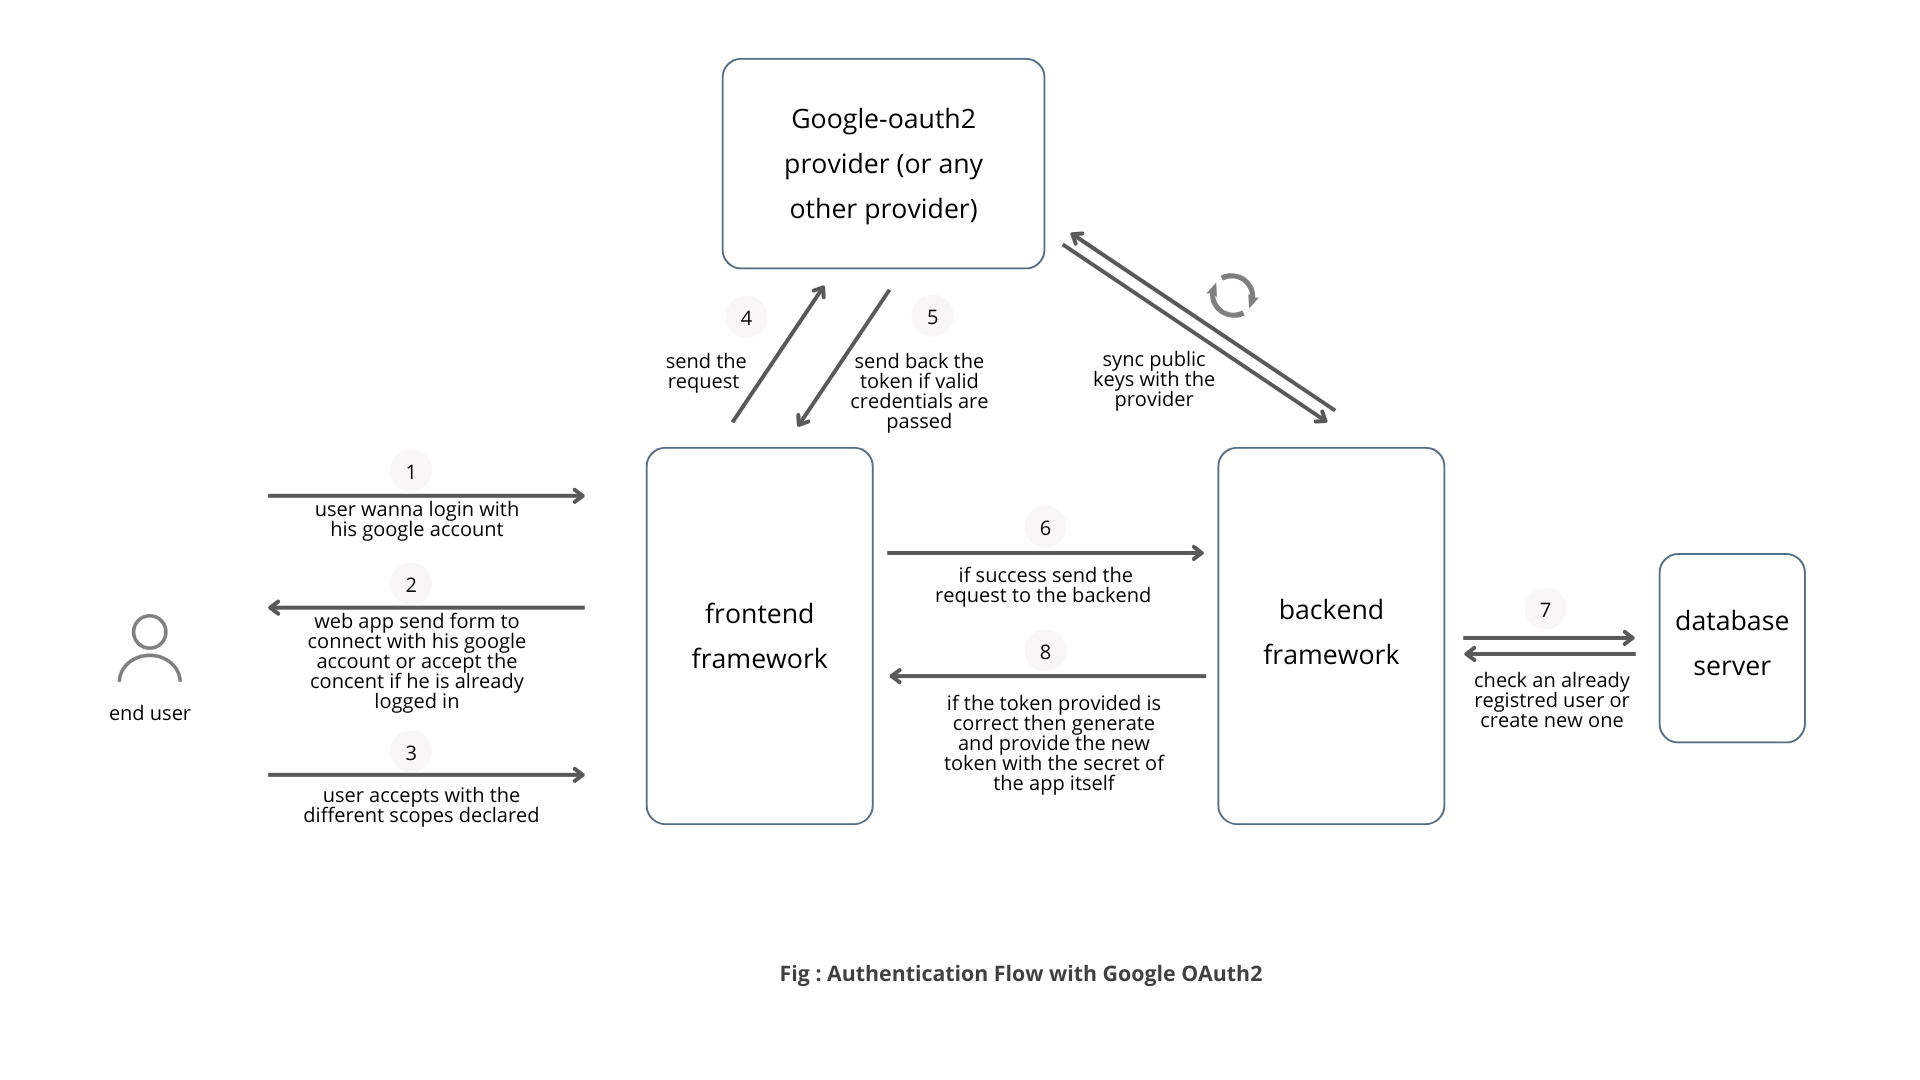 Google-oauth2
provider (or any
other provider)
4
send the
request
5
send back the
token if valid
credentials are
passed
sync public
keys with the
provider
1
user wanna login with
his google account
2
web app send form to
connect with his google
account or accept the
concent if he is already
logged in
3
user accepts with the
different scopes declared
end user
frontend
framework
6
if success send the
request to the backend
8
if the token provided is
correct then generate
and provide the new
token with the secret of
the app itself
backend
framework
7
check an already
registred user or
create new one
database
server
Fig : Authentication Flow with Google OAuth2